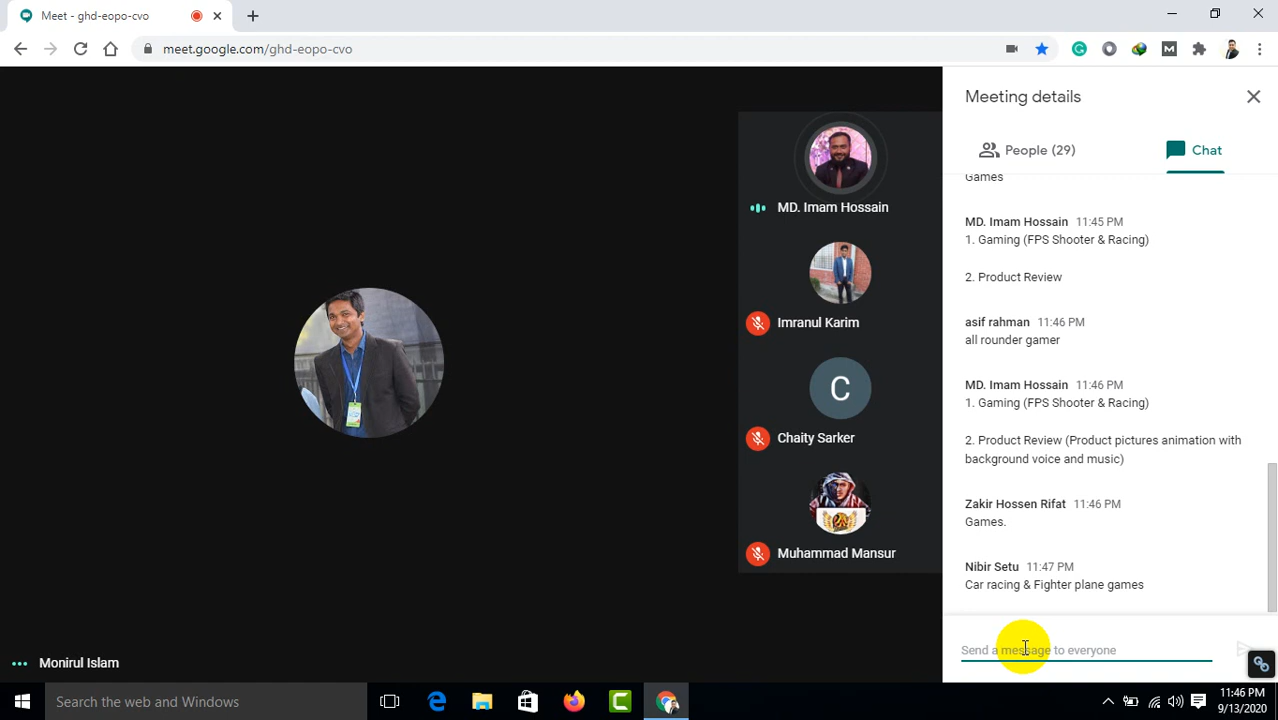 Meet - ghd-eopo-cvo
meet.google.com/ghd-eopo-cvo
Meeting details
People (29)
Chat
Games
MD. Imam Hossain 11:45 PM
1. Gaming (FPS Shooter & Racing)
2. Product Review
asif rahman 11:46 PM
all rounder gamer
MD. Imam Hossain 11:46 PM
1. Gaming (FPS Shooter & Racing)
2. Product Review (Product pictures animation with
background voice and music)
Zakir Hossen Rifat 11:46 PM
Games.
Nibir Setu 11:47 PM
Car racing & Fighter plane games
Send a message to everyone
MD. Imam Hossain
Imranul Karim
C
Chaity Sarker
Muhammad Mansur
Monirul Islam
Search the web and Windows
11:46 PM
9/13/2020